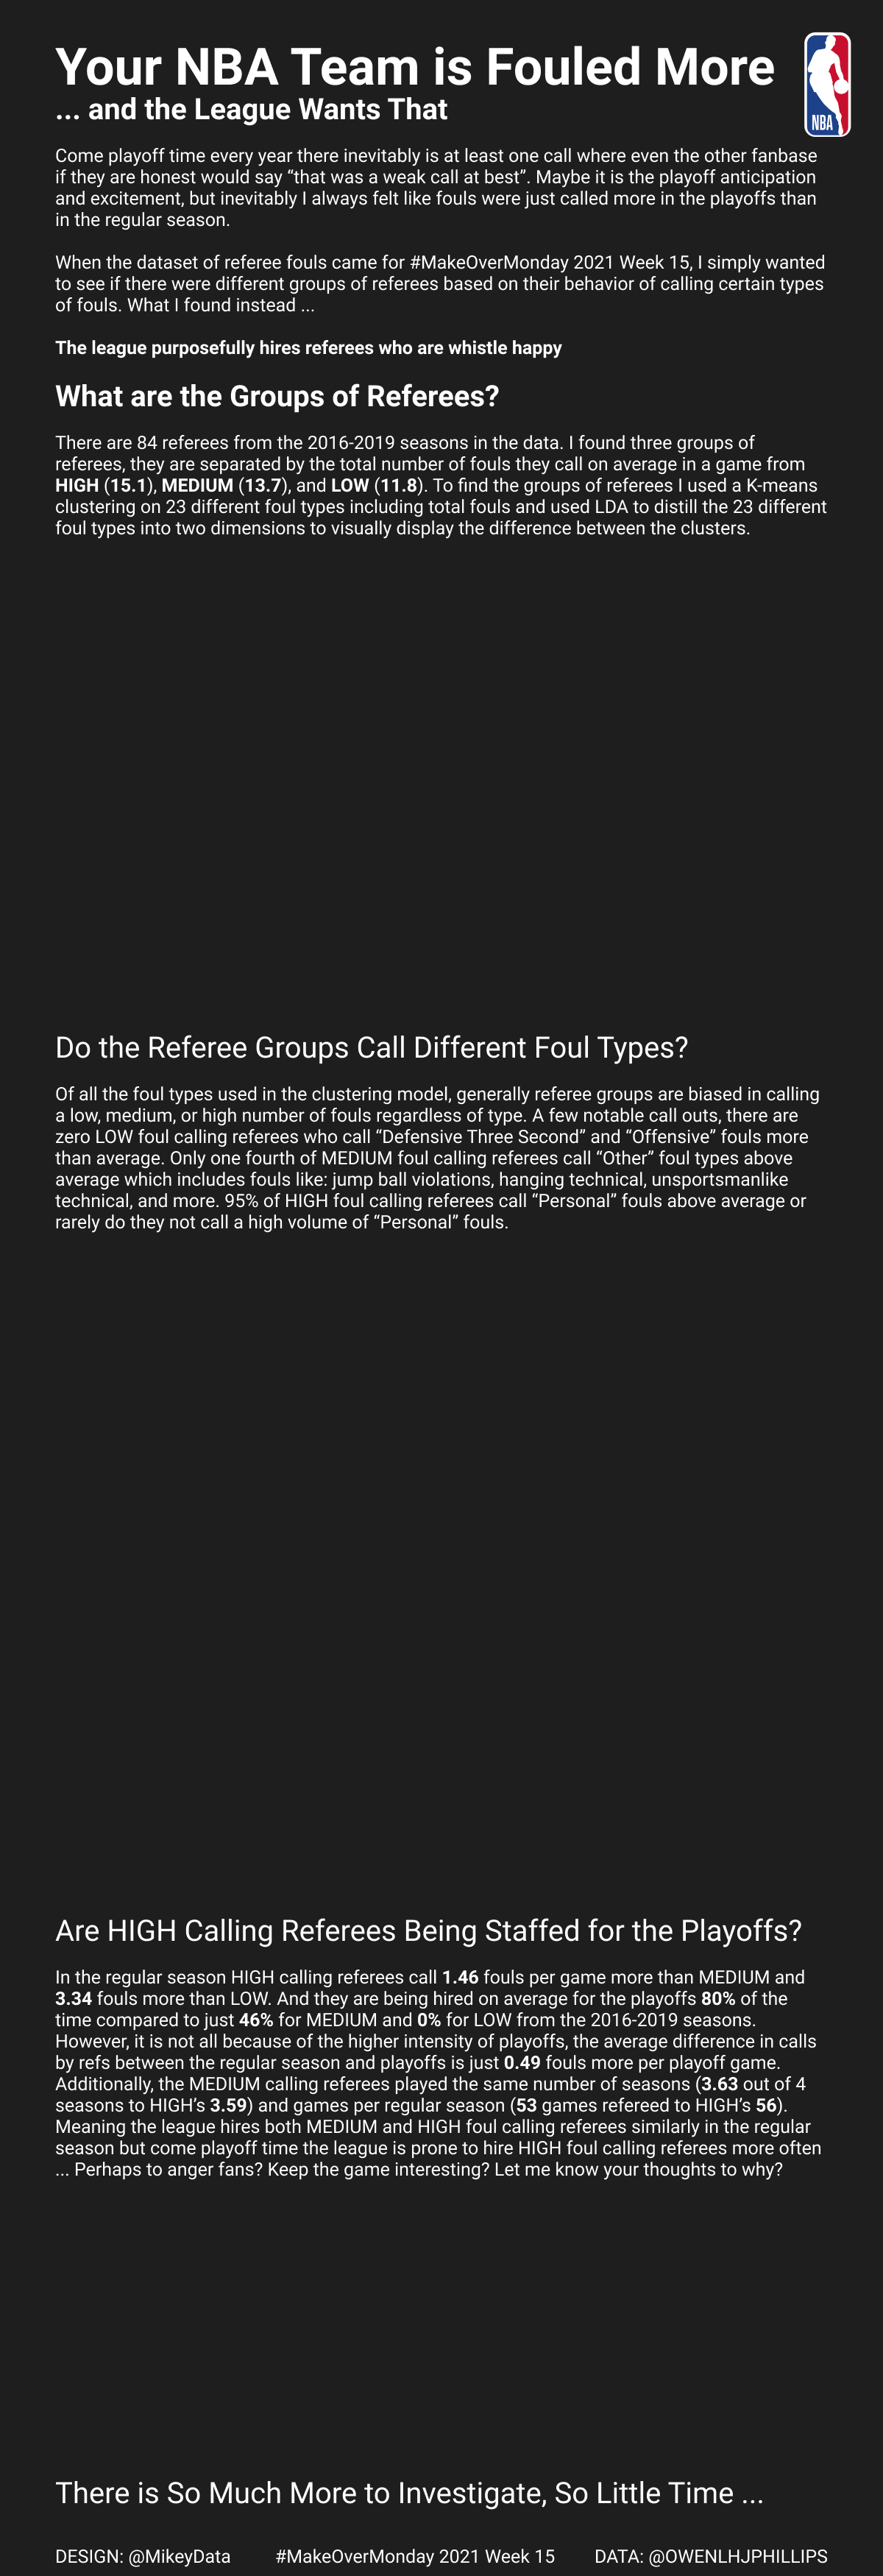 Your NBA Team is Fouled More
... and the League Wants That
NBA
Come playoff time every year there inevitably is at least one call where even the other fanbase
if they are honest would say “that was a weak call at best”. Maybe it is the playoff anticipation
and excitement, but inevitably I always felt like fouls were just called more in the playoffs than
in the regular season.
When the dataset of referee fouls came for #MakeOverMonday 2021 Week 15, I simply wanted
to see if there were different groups of referees based on their behavior of calling certain types
of fouls. What I found instead ...
The league purposefully hires referees who are whistle happy
What are the Groups of Referees?
There are 84 referees from the 2016-2019 seasons in the data. I found three groups of
referees, they are separated by the total number of fouls they call on average in a game from
HIGH (15.1), MEDIUM (13.7), and LOW (11.8). To find the groups of referees I used a K-means
clustering on 23 different foul types including total fouls and used LDA to distill the 23 different
foul types into two dimensions to visually display the difference between the clusters.
Do the Referee Groups Call Different Foul Types?
Of all the foul types used in the clustering model, generally referee groups are biased in calling
a low, medium, or high number of fouls regardless of type. A few notable call outs, there are
zero LOW foul calling referees who call “Defensive Three Second” and “Offensive” fouls more
than average. Only one fourth of MEDIUM foul calling referees call “Other” foul types above
average which includes fouls like: jump ball violations, hanging technical, unsportsmanlike
technical, and more. 95% of HIGH foul calling referees call “Personal” fouls above average or
rarely do they not call a high volume of “Personal” fouls.
Are HIGH Calling Referees Being Staffed for the Playoffs?
In the regular season HIGH calling referees call 1.46 fouls per game more than MEDIUM and
3.34 fouls more than LOW. And they are being hired on average for the playoffs 80% of the
time compared to just 46% for MEDIUM and 0% for LOW from the 2016-2019 seasons.
However, it is not all because of the higher intensity of playoffs, the average difference in calls
by refs between the regular season and playoffs is just 0.49 fouls more per playoff game.
Additionally, the MEDIUM calling referees played the same number of seasons (3.63 out of 4
seasons to HIGH’s 3.59) and games per regular season (53 games refereed to HIGH’s 56).
Meaning the league hires both MEDIUM and HIGH foul calling referees similarly in the regular
season but come playoff time the league is prone to hire HIGH foul calling referees more often
... Perhaps to anger fans? Keep the game interesting? Let me know your thoughts to why?
There is So Much More to Investigate, So Little Time ...
DESIGN: @MikeyData #MakeOverMonday 2021 Week 15 DATA: @OWENLHJPHILLIPS